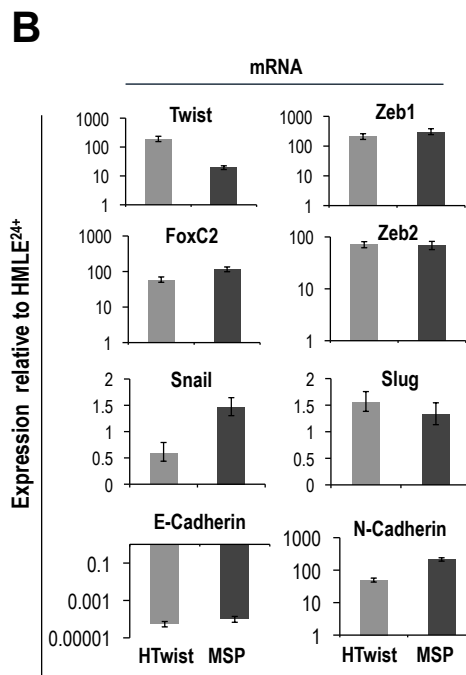 B
mRNA
Expression relative to HMLE24+
Twist
1000
100
10
1
Zeb1
1000
100
10
1
FoxC2
1000
100
10
1
Zeb2
100
1
Snail
2
1.5
1
0.5
0
Slug
2
1.5
1
0.5
0
E-Cadherin
0.1
0.001
0.00001
HTwist MSP
N-Cadherin
1000
100
10
1
HTwist MSP